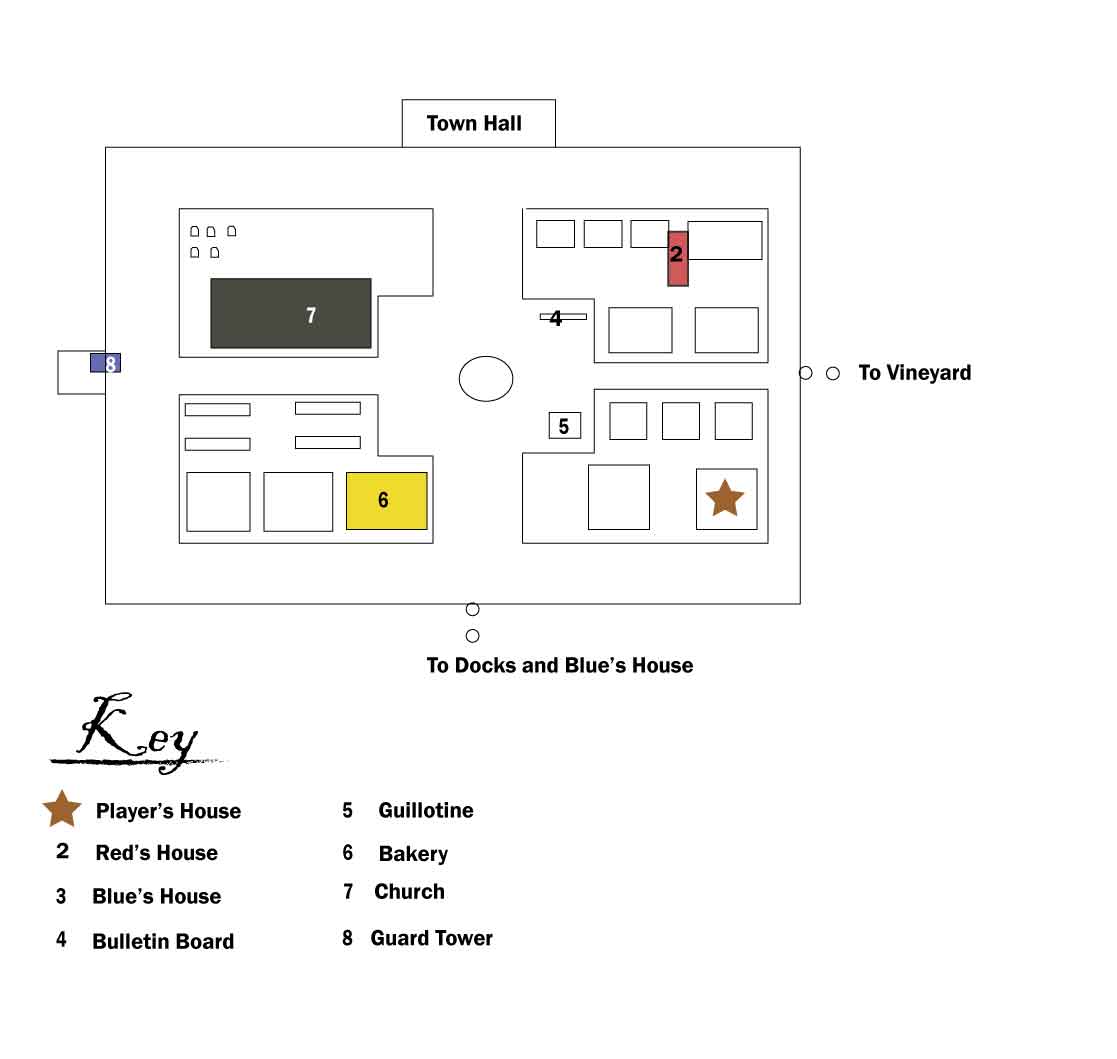 Town Hall
2
7
4
8
To Vineyard
5
6
To Docks and Blue's House
Key
Player's House
2 Red's House
3 Blue's House
4 Bulletin Board
5 Guillotine
6 Bakery
7 Church
8 Guard Tower